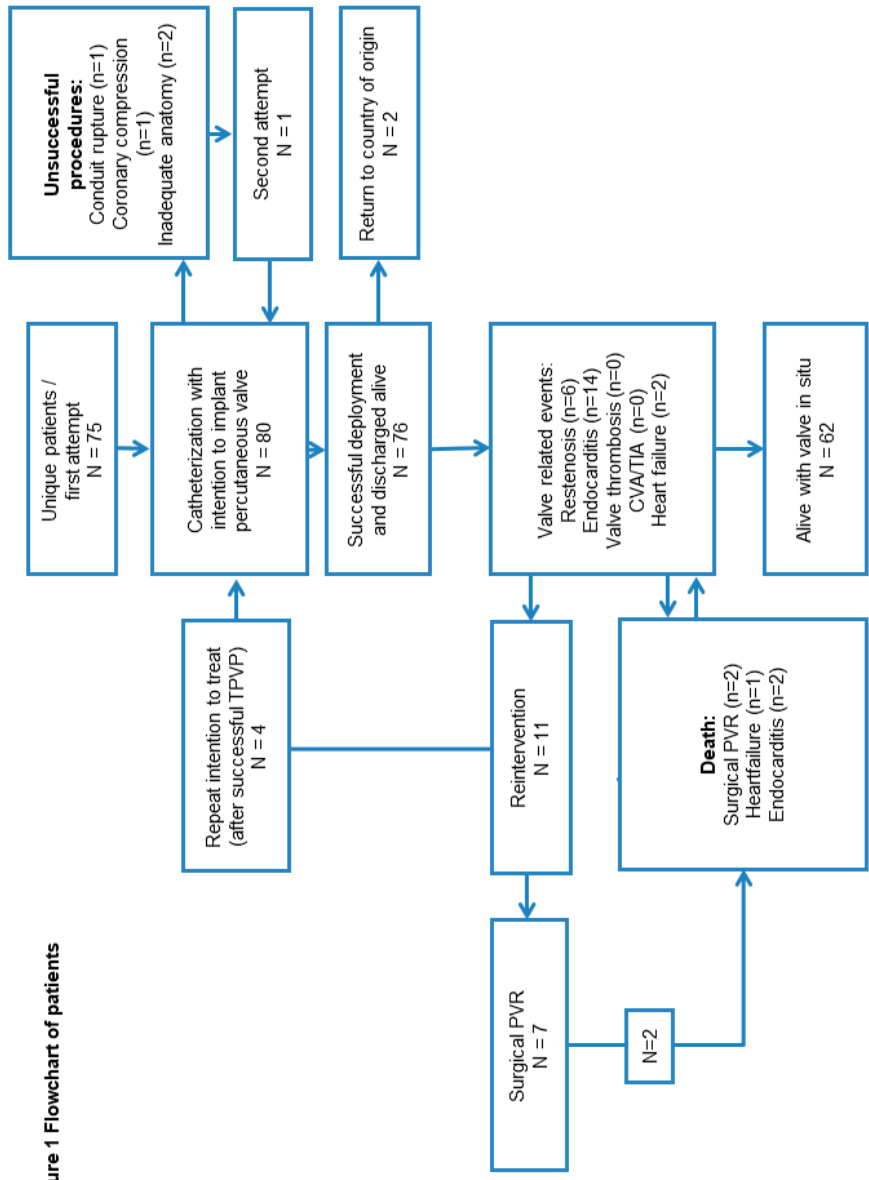 ure 1 Flowchart of patients
Unique patients /
first attempt
N = 75
Unsuccessful
procedures:
Conduit rupture (n=1)
Coronary compression
(n=1)
Inadequate anatomy (n=2)
Repeat intention to treat
(after successful TPVP)
N = 4
Catheterization with
intention to implant
percutaneous valve
N = 80
Second attempt
N = 1
Successful deployment
and discharged alive
N = 76
Return to country of origin
N = 2
Surgical PVR
N = 7
Reintervention
N = 11
Valve related events:
Restenosis (n=6)
Endocarditis (n=14)
Valve thrombosis (n=0)
CVA/TIA (n=0)
Heart failure (n=2)
N=2
Death:
Surgical PVR (n=2)
Heartfailure (n=1)
Endocarditis (n=2)
Alive with valve in situ
N = 62